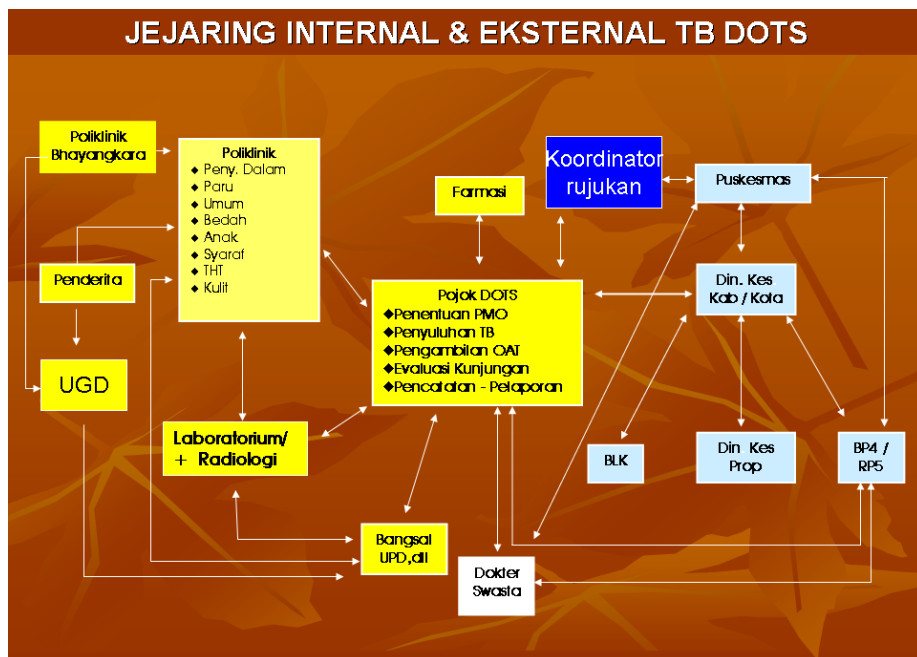 JEJARING INTERNAL & EKSTERNAL TB DOTS
Poliklinik
Bhayangkara
Poliklinik
◆ Peny. Dalam
◆ Paru
◆ Umum
◆ Bedah
◆ Anak
◆ Syaraf
◆ THT
◆ Kulit
Farmasi
Koordinator
rujukan
Puskesmas
Penderita
Pojok DOTS
◆Penentuan PMO
◆Penyuluhan TB
◆Pengambilan OAT
◆Evaluasi Kunjungan
◆Pencatatan - Pelaporan
Din. Kes
Kab / Kota
UGD
Laboratorium/
+ Radiologi
BLK
Din. Kes
Prop
BP4 /
RP5
Bangsal
UPD,dll
Dokter
Swasta